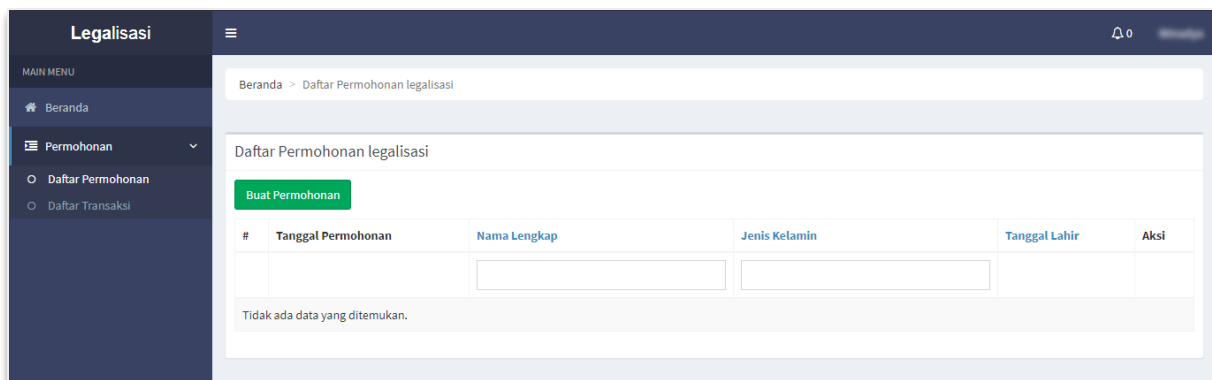 Legalisasi
0
MAIN MENU
Beranda
Permohonan
Daftar Permohonan
Daftar Transaksi
Beranda > Daftar Permohonan legalisasi
Daftar Permohonan legalisasi
Buat Permohonan
# Tanggal Permohonan Nama Lengkap Jenis Kelamin Tanggal Lahir Aksi
Tidak ada data yang ditemukan.